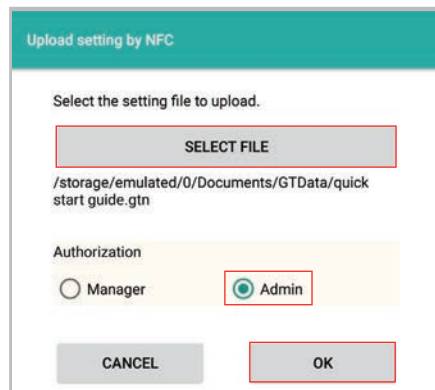 Upload setting by NFC
Select the setting file to upload.
SELECT FILE
/storage/emulated/0/Documents/GTData/quick
start guide.gtn
Authorization
Manager
Admin
CANCEL
OK